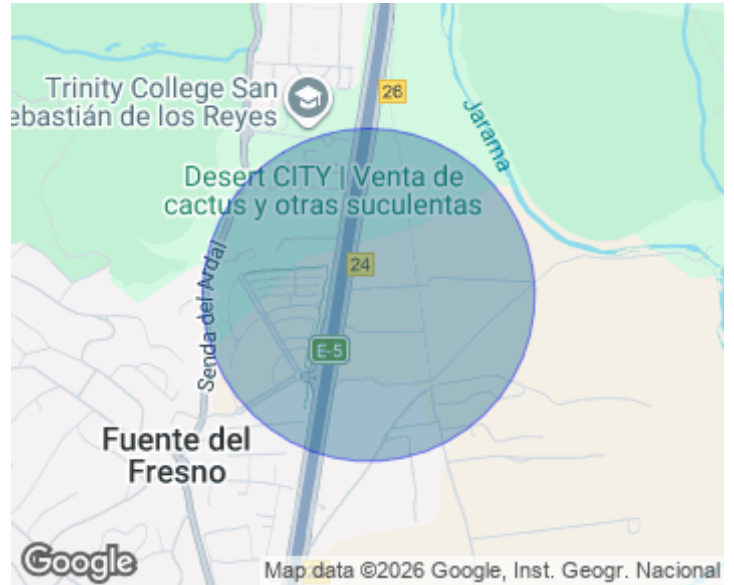 Trinity College San
ebastián de los Reyes
26
Jarama
Desert CITY | Venta de
cactus y otras suculentas
24
Senda del Ardal
E-5
Fuente del
Fresno
Google
Map data ©2026 Google, Inst. Geogr. Nacional